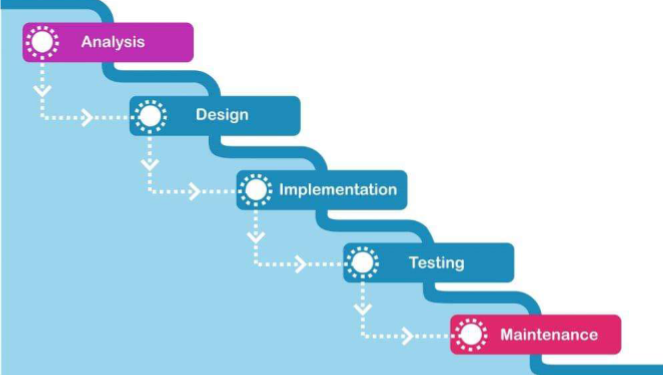 Analysis
Design
Implementation
Testing
Maintenance